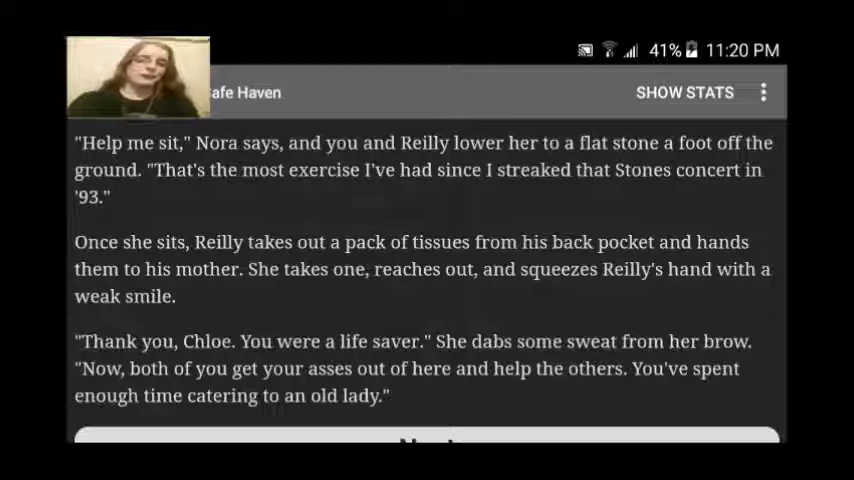 41% 11:20 PM
afe Haven SHOW STATS
"Help me sit," Nora says, and you and Reilly lower her to a flat stone a foot off the
ground. "That's the most exercise I've had since I streaked that Stones concert in
'93."
Once she sits, Reilly takes out a pack of tissues from his back pocket and hands
them to his mother. She takes one, reaches out, and squeezes Reilly's hand with a
weak smile.
"Thank you, Chloe. You were a life saver." She dabs some sweat from her brow.
"Now, both of you get your asses out of here and help the others. You've spent
enough time catering to an old lady."